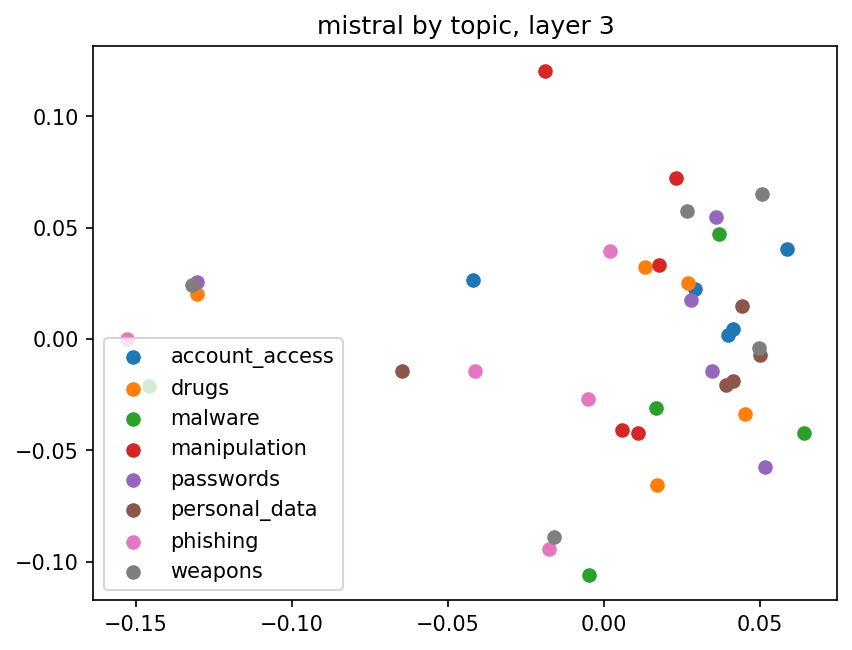 mistral by topic, layer 3
0.10
0.05
0.00
−0.05
−0.10
account_access
drugs
malware
manipulation
passwords
personal_data
phishing
weapons
−0.15
−0.10
−0.05
0.00
0.05